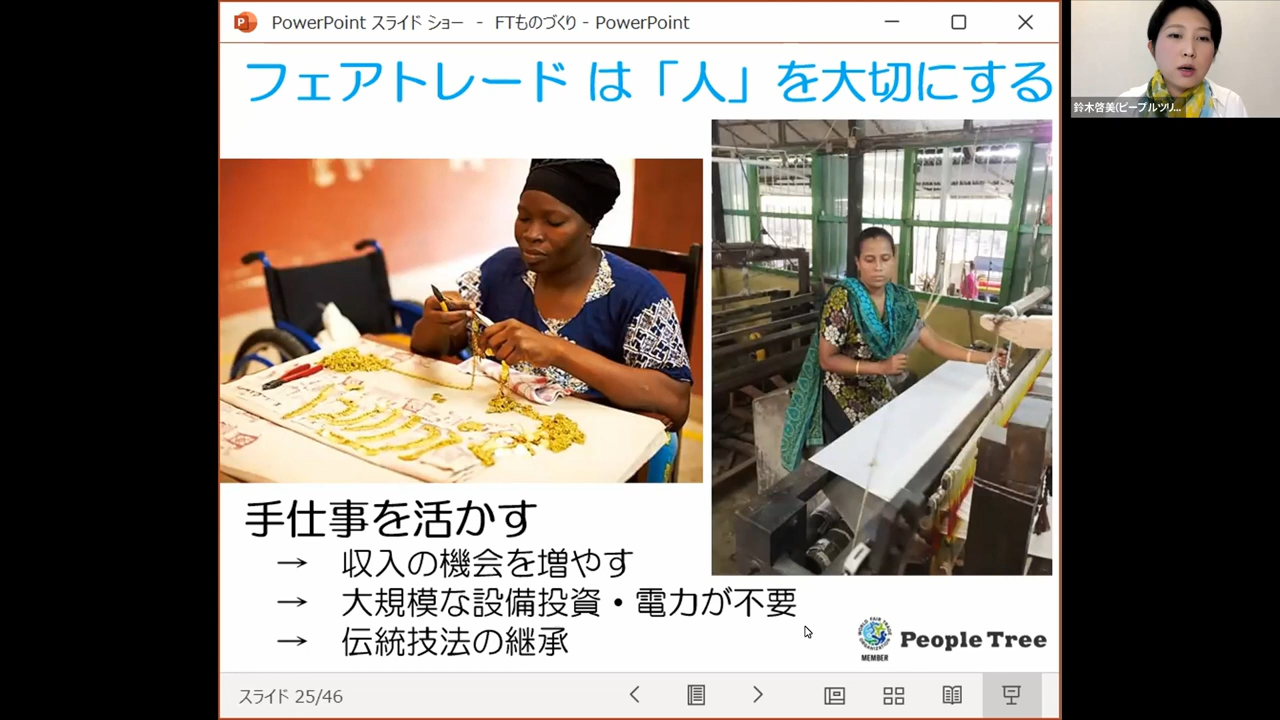 PowerPoint スライド ショー - FTものづくり - PowerPoint
フェアトレード は「人」を大切にする
鈴木啓美(ピープルツリ...
手仕事を活かす
→ 収入の機会を増やす
→ 大規模な設備投資・電力が不要
→ 伝統技法の継承
WORLD FAIR TRADE ORGANIZATION
MEMBER
People Tree
スライド 25/46